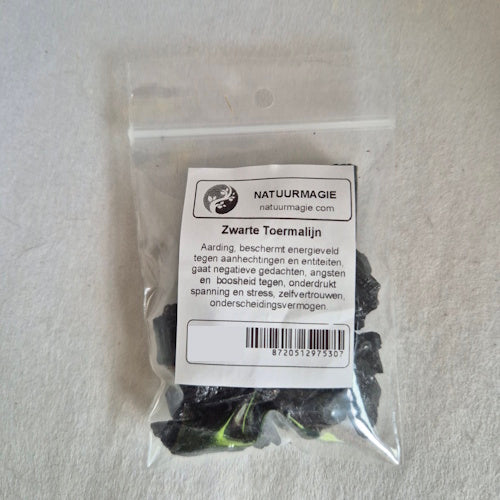 NATUURMAGIE
natuurmagie.com
Zwarte Toermalijn
Aarding, beschermt energieveld
tegen aanhechtingen en entiteiten,
gaat negatieve gedachten, angsten
en boosheid tegen, onderdrukt
spanning en stress, zelfvertrouwen,
onderscheidingsvermogen
8720512975307